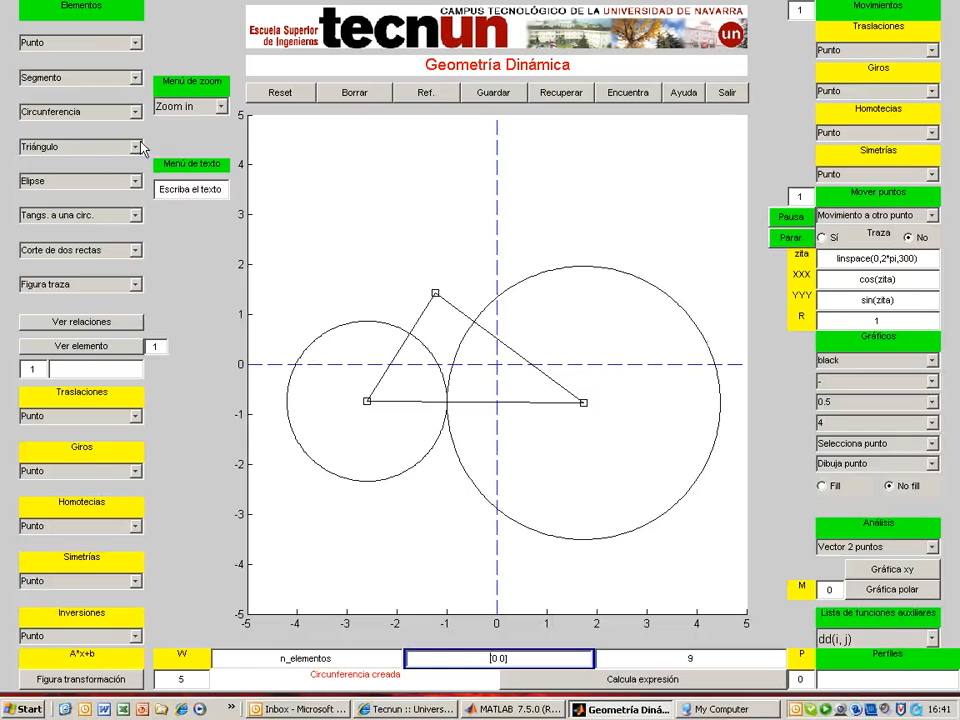 CAMPUS TECNOLÓGICO DE LA UNIVERSIDAD DE NAVARRA
Escuela Superior
de Ingenieros
tecnun
un
Geometría Dinámica
Reset
Borrar
Ref.
Guardar
Recuperar
Encuentra
Ayuda
Salir
Elementos
Punto
Segmento
Circunferencia
Triángulo
Elipse
Tangs. a una circ.
Corte de dos rectas
Figura traza
Ver relaciones
Ver elemento
1
1
Traslaciones
Punto
Giros
Punto
Homotecias
Punto
Simetrías
Punto
Inversiones
Punto
A*x+b
Figura transformación
Menú de zoom
Zoom in
Menú de texto
Escriba el texto
W
5
5
4
3
2
1
0
-1
-2
-3
-4
-5
-5
-4
-3
-2
-1
0
1
2
3
4
5
n_elementos
[0 0]
9
Circunferencia creada
Calcula expresión
1
Movimientos
Traslaciones
Punto
Giros
Punto
Homotecias
Punto
Simetrías
Punto
1
Mover puntos
Pausa
Movimiento a otro punto
Parar
Sí
Traza
No
zita
linspace(0,2*pi,300)
XXX
cos(zita)
YYY
sin(zita)
R
1
Gráficos
black
-
0.5
4
Selecciona punto
Dibuja punto
Fill
No fill
Análisis
Vector 2 puntos
Gráfica xy
M
0
Gráfica polar
Lista de funciones auxiliares
dd(i, j)
P
Perfiles
0
Start
»
Inbox - Microsoft ...
Tecnun :: Univers...
MATLAB 7.5.0 (R...
Geometría Diná...
My Computer
16:41